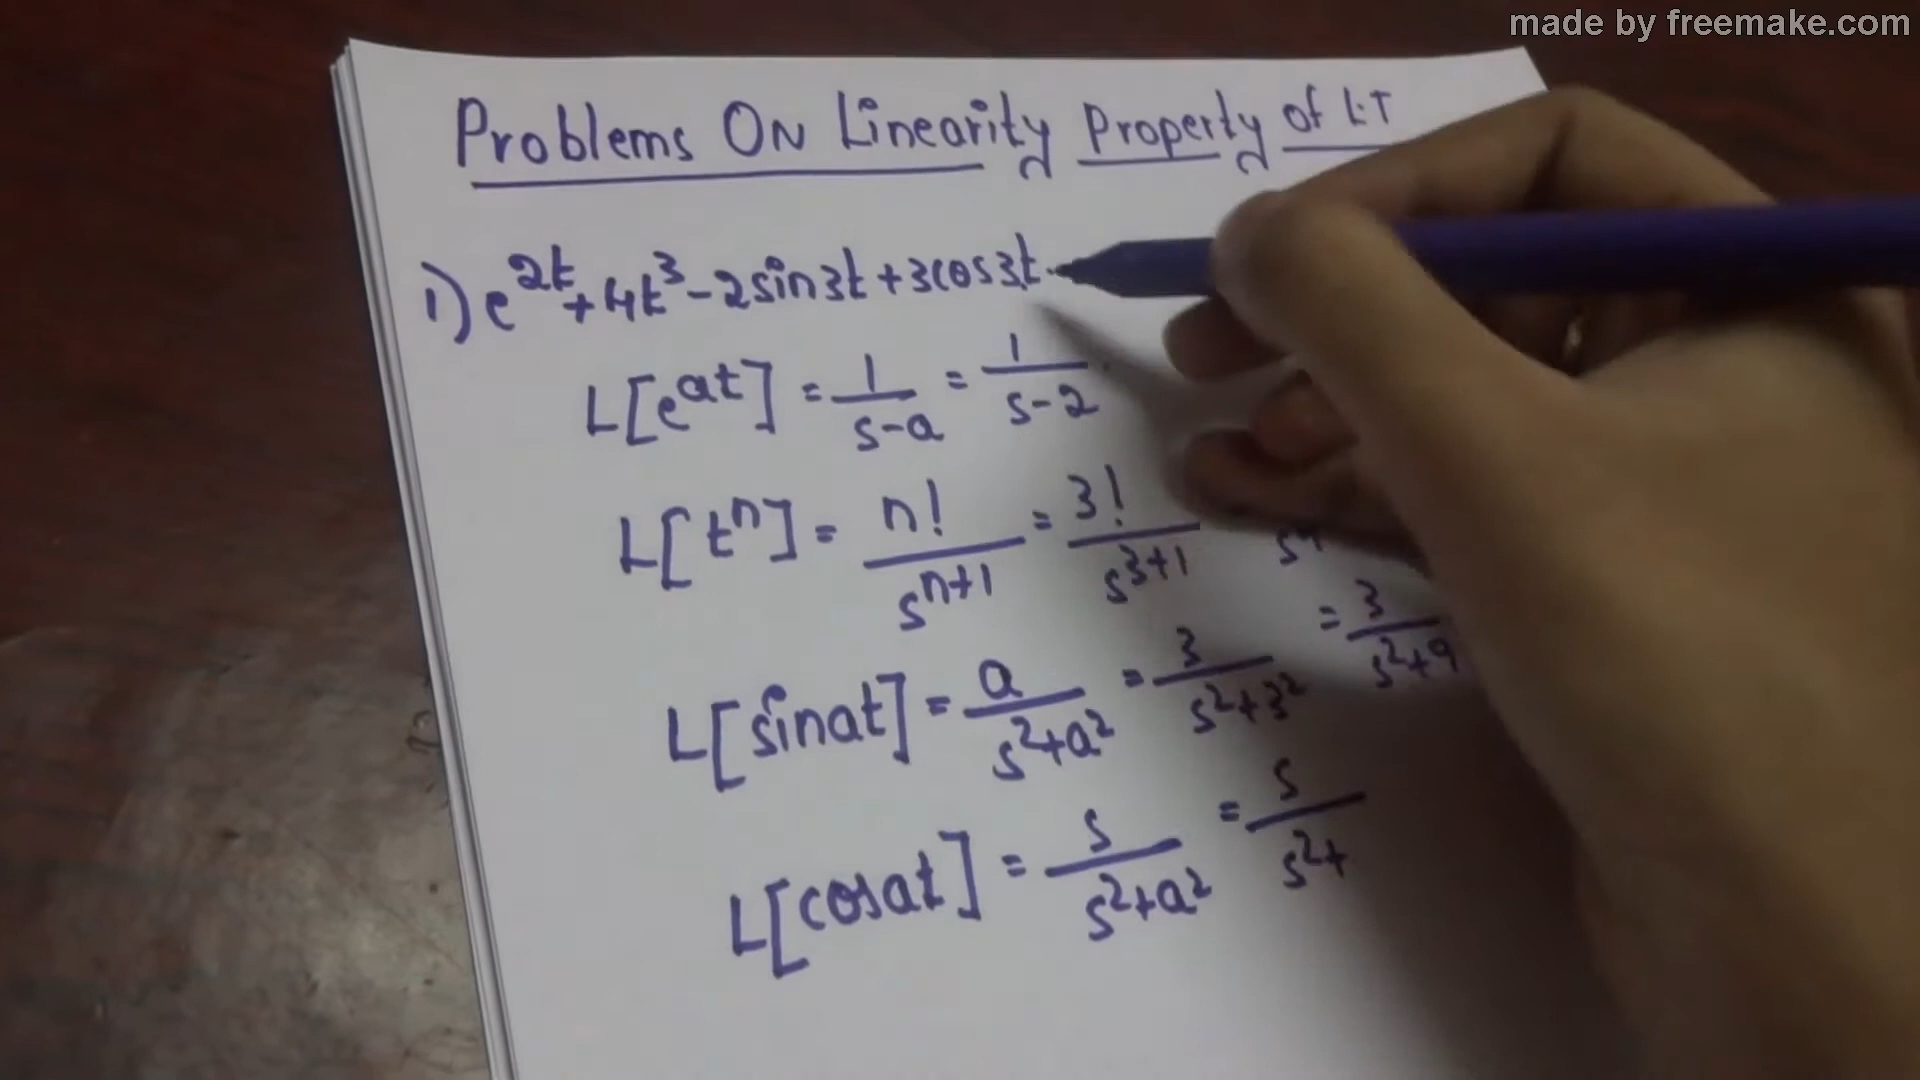 made by freemake.com
Problems ON Linearity Property of L.T
1) e^2t + 4t^3 - 2sin3t + 3cos3t
L[e^at] = 1/s-a = 1/s-2
L[t^n] = n!/s^n+1 = 3!/s^3+1
L[sinat] = a/s^2+a^2 = 3/s^2+3^2 = 3/s^2+9
L[cosat] = s/s^2+a^2 = s/s^2+